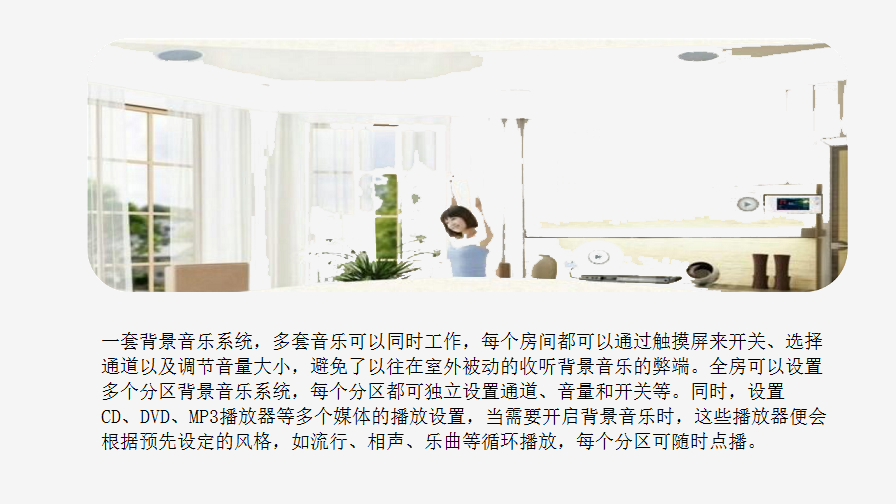 一套背景音乐系统，多套音乐可以同时工作，每个房间都可以通过触摸屏来开关、选择
通道以及调节音量大小，避免了以往在室外被动的收听背景音乐的弊端。全房可以设置
多个分区背景音乐系统，每个分区都可独立设置通道、音量和开关等。同时，设置
CD、DVD、MP3播放器等多个媒体的播放设置，当需要开启背景音乐时，这些播放器便会
根据预先设定的风格，如流行、相声、乐曲等循环播放，每个分区可随时点播。